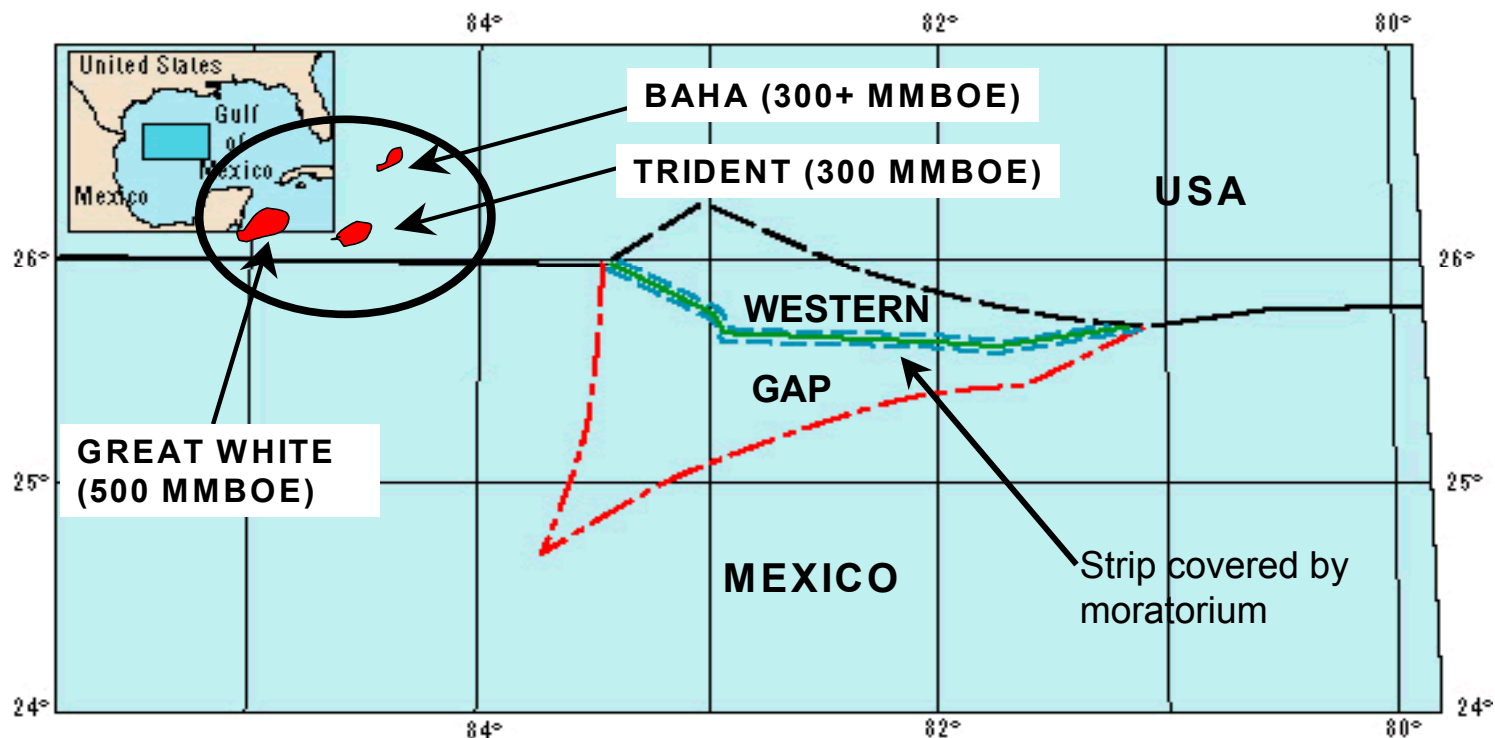 84°
82°
80°
United States
Gulf
of
Mexico
Mexico
BAHA (300+ MMBOE)
TRIDENT (300 MMBOE)
USA
26°
26°
WESTERN
GAP
GREAT WHITE
(500 MMBOE)
25°
25°
MEXICO
Strip covered by
moratorium
24°
24°
84°
82°
80°